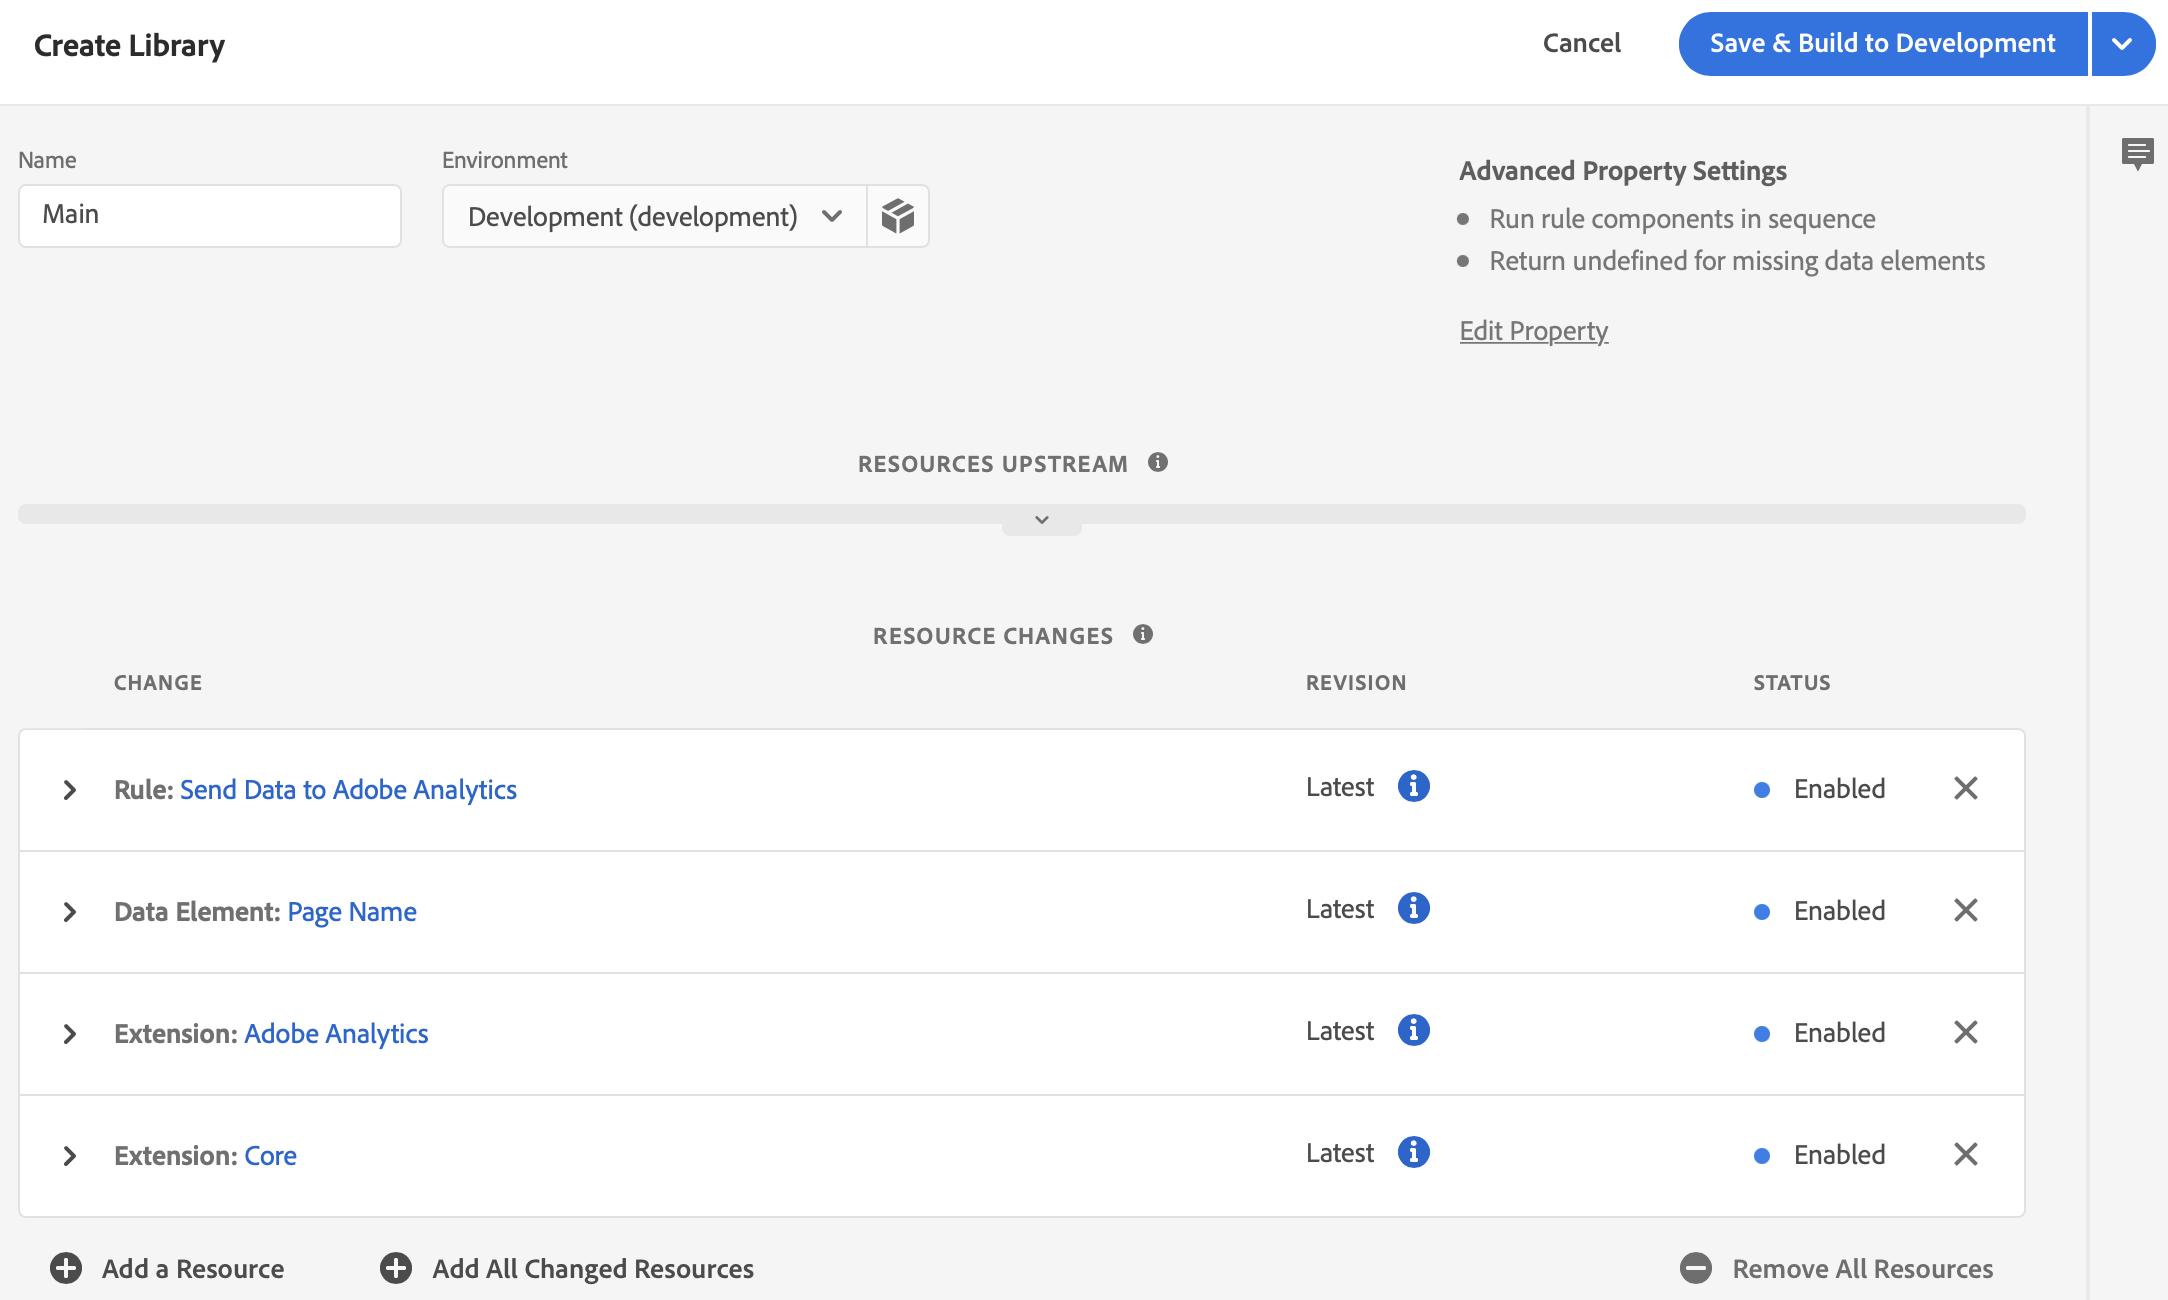 Create Library
Cancel
Save & Build to Development
Name
Environment
Main
Development (development)
Advanced Property Settings
Run rule components in sequence
Return undefined for missing data elements
Edit Property
RESOURCES UPSTREAM
RESOURCE CHANGES
CHANGE REVISION STATUS
Rule: Send Data to Adobe Analytics Latest Enabled
Data Element: Page Name Latest Enabled
Extension: Adobe Analytics Latest Enabled
Extension: Core Latest Enabled
Add a Resource Add All Changed Resources Remove All Resources